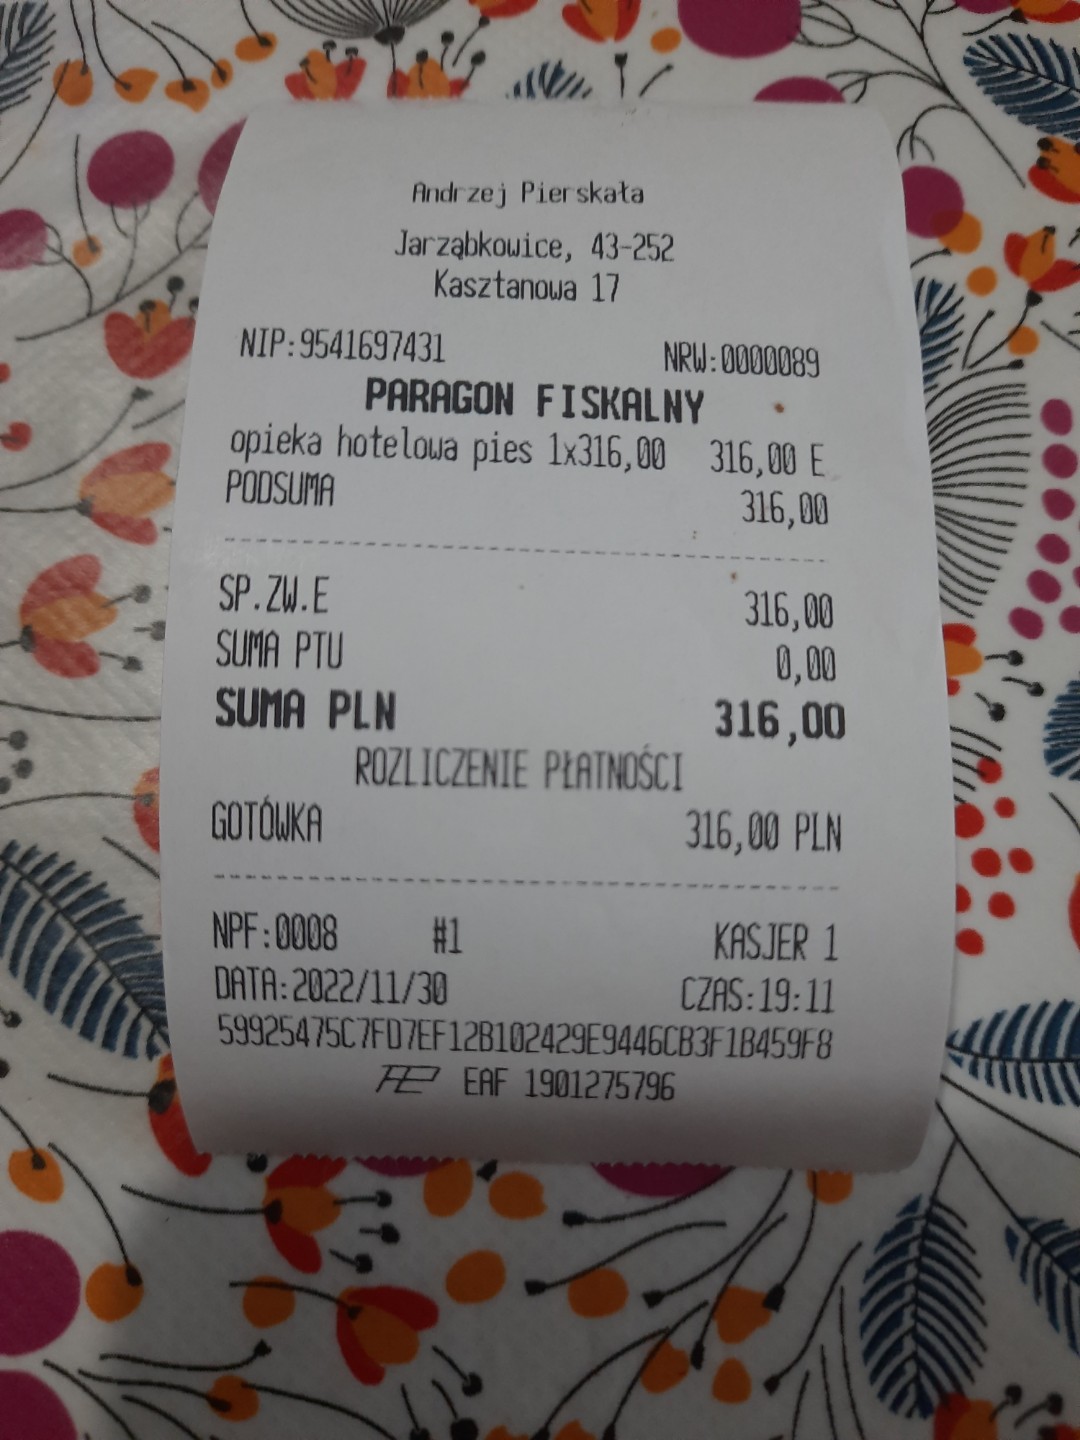 Andrzej Pierskała
Jarząbkowice, 43-252
Kasztanowa 17
NIP:9541697431 NRW:0000089
PARAGON FISKALNY
opieka hotelowa pies 1x316,00 316,00 E
PODSUMA 316,00
SP.ZW.E 316,00
SUMA PTU 0,00
SUMA PLN 316,00
ROZLICZENIE PŁATNOŚCI
GOTÓWKA 316,00 PLN
NPF:0008 #1 KASJER 1
DATA:2022/11/30 CZAS:19:11
59925475C7FD7EF12B102429E9446CB3F1B459F8
EAF 1901275796